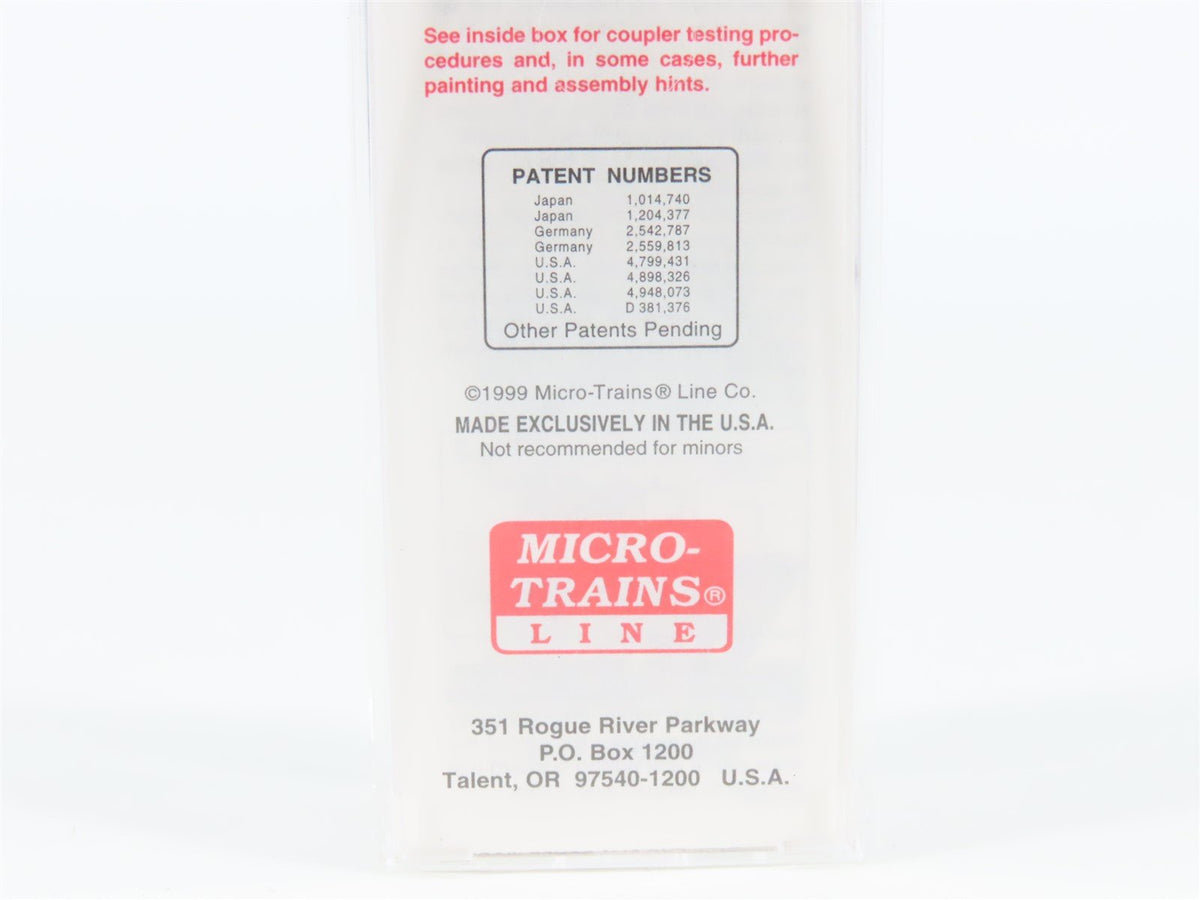 See inside box for coupler testing pro-
cedures and, in some cases, further
painting and assembly hints.
PATENT NUMBERS
Japan 1,014,740
Japan 1,204,377
Germany 2,542,787
Germany 2,559,813
U.S.A. 4,799,431
U.S.A. 4,898,326
U.S.A. 4,948,073
U.S.A. D 381,376
Other Patents Pending
©1999 Micro-Trains® Line Co.
MADE EXCLUSIVELY IN THE U.S.A.
Not recommended for minors
MICRO-
TRAINS®
LINE
351 Rogue River Parkway
P.O. Box 1200
Talent, OR 97540-1200 U.S.A.